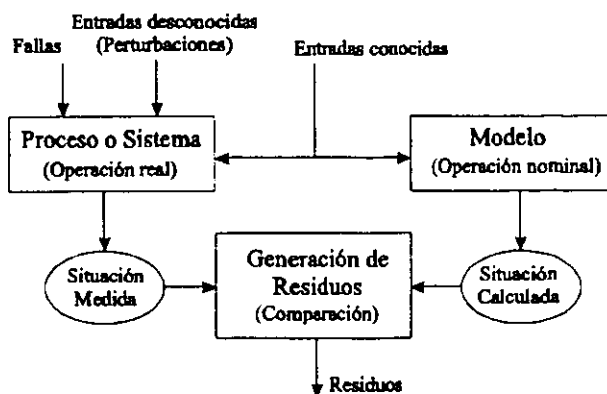 Entradas desconocidas
(Perturbaciones)
Fallas
Entradas conocidas
Proceso o Sistema
(Operación real)
Modelo
(Operación nominal)
Situación
Medida
Generación de
Residuos
(Comparación)
Situación
Calculada
Residuos